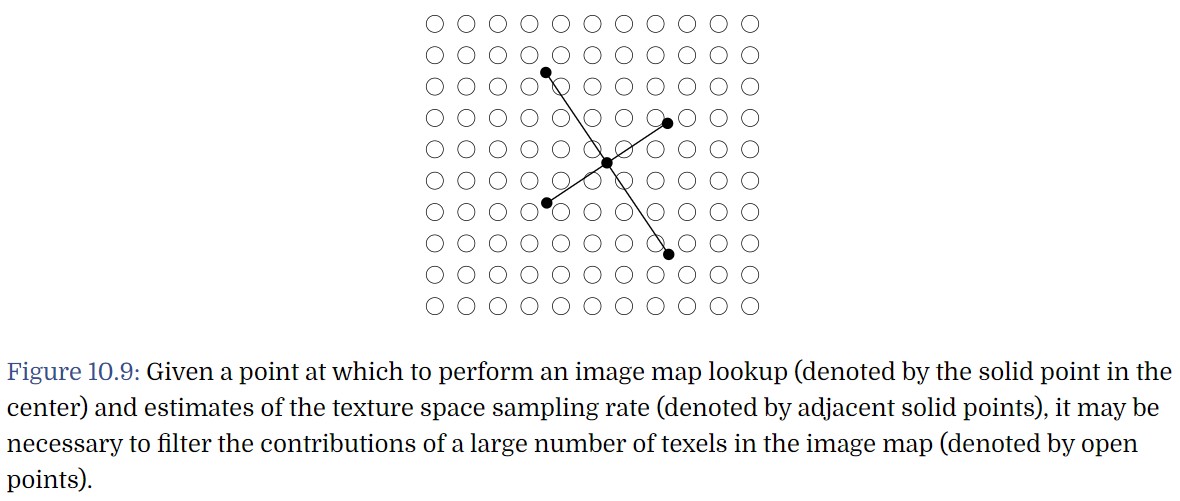 Figure 10.9: Given a point at which to perform an image map lookup (denoted by the solid point in the
center) and estimates of the texture space sampling rate (denoted by adjacent solid points), it may be
necessary to filter the contributions of a large number of texels in the image map (denoted by open
points).